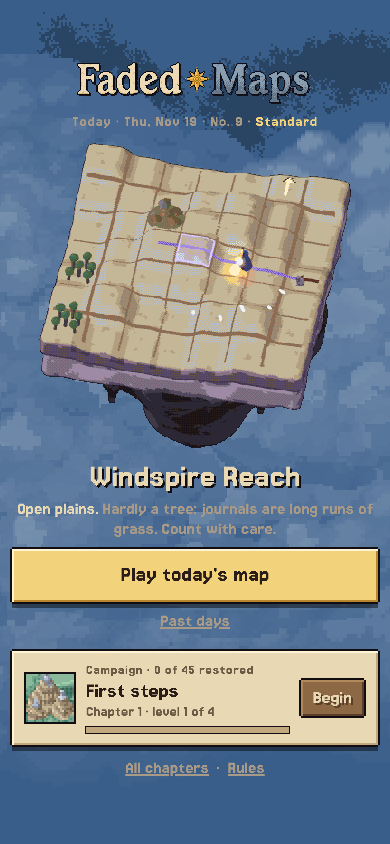 Faded Maps
Today · Thu, Nov 19 · No. 9 · Standard
Windspire Reach
Open plains. Hardly a tree: journals are long runs of
grass. Count with care.
Play today's map
Past days
Campaign · 0 of 45 restored
First steps
Chapter 1 · level 1 of 4
Begin
All chapters · Rules